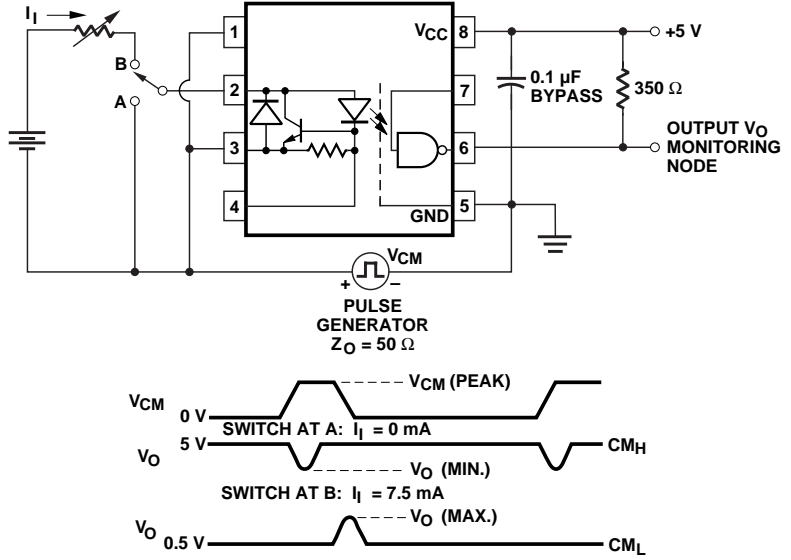 I_I
B
A
1
2
3
4
V_CC
8
7
6
GND
5
+5 V
0.1 µF
BYPASS
350 Ω
OUTPUT V_O
MONITORING
NODE
V_CM
+
–
PULSE
GENERATOR
Z_O = 50 Ω
V_CM
0 V
V_CM (PEAK)
SWITCH AT A: I_I = 0 mA
V_O
5 V
CM_H
V_O (MIN.)
SWITCH AT B: I_I = 7.5 mA
V_O
0.5 V
V_O (MAX.)
CM_L